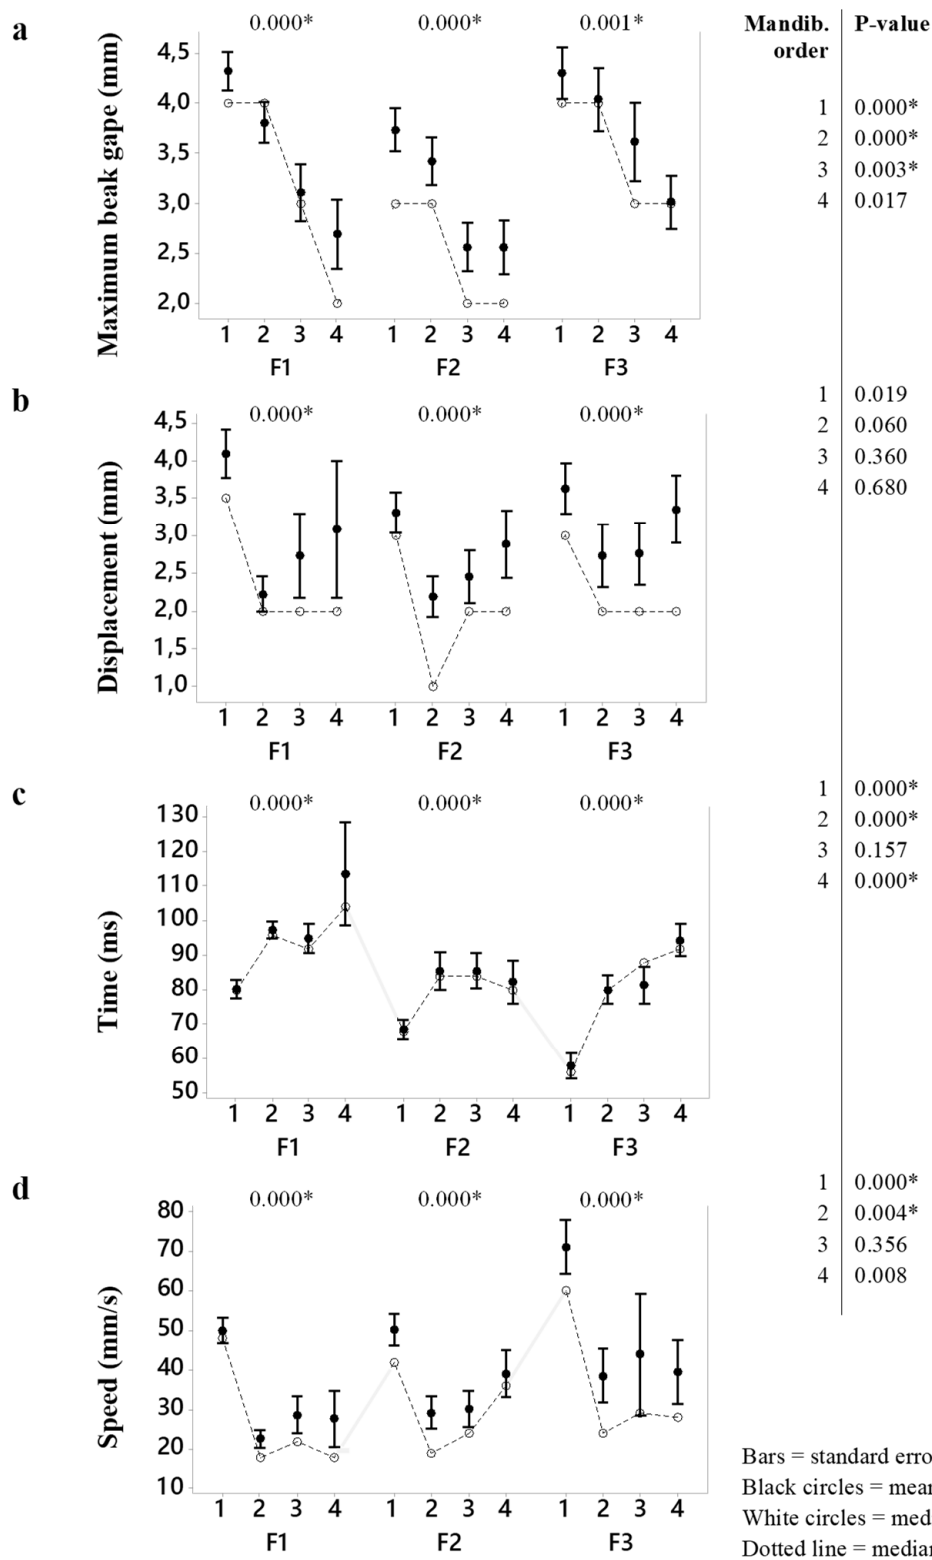 a
0.000* 0.000* 0.001*
Mandib. order P-value
Maximum beak gape (mm)
4,5
4,0
3,5
3,0
2,5
2,0
1 2 3 4 1 2 3 4 1 2 3 4
F1 F2 F3
1 0.000*
2 0.000*
3 0.003*
4 0.017
b
0.000* 0.000* 0.000*
Displacement (mm)
4,5
4,0
3,5
3,0
2,5
2,0
1,5
1,0
1 2 3 4 1 2 3 4 1 2 3 4
F1 F2 F3
1 0.019
2 0.060
3 0.360
4 0.680
c
0.000* 0.000* 0.000*
Time (ms)
130
120
110
100
90
80
70
60
50
1 2 3 4 1 2 3 4 1 2 3 4
F1 F2 F3
1 0.000*
2 0.000*
3 0.157
4 0.000*
d
0.000* 0.000* 0.000*
Speed (mm/s)
80
70
60
50
40
30
20
10
1 2 3 4 1 2 3 4 1 2 3 4
F1 F2 F3
1 0.000*
2 0.004*
3 0.356
4 0.008
Bars = standard erro
Black circles = mear
White circles = med
Dotted line = median